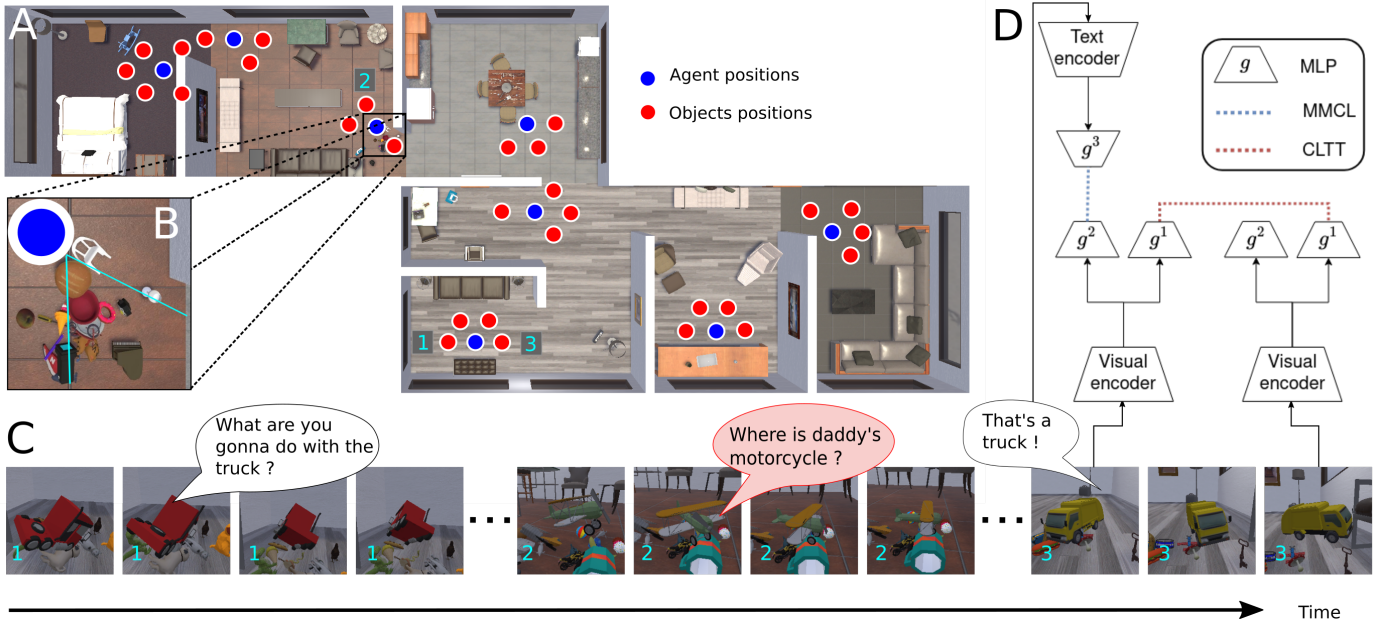 A
2
Agent positions
Objects positions
B
1
3
D
Text
encoder
g
MLP
MMCL
CLTT
g³
g²
g¹
g²
g¹
Visual
encoder
Visual
encoder
C
What are you
gonna do with the
truck ?
Where is daddy's
motorcycle ?
That's a
truck !
1
1
1
1
...
2
2
2
2
...
3
3
3
Time